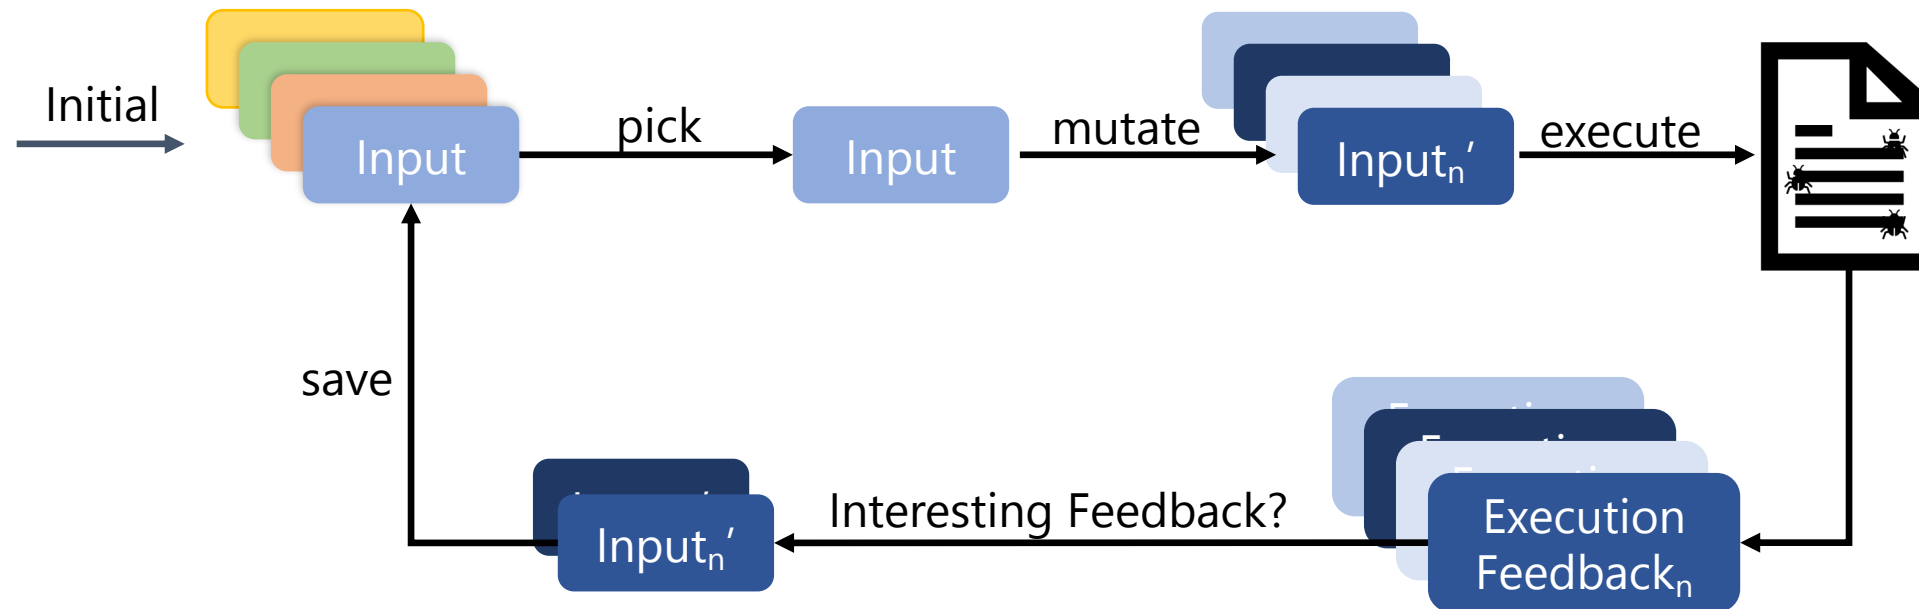 Initial
Input
pick
Input
mutate
Inputₙ′
execute
save
Inputₙ′
Interesting Feedback?
Execution
Feedbackₙ